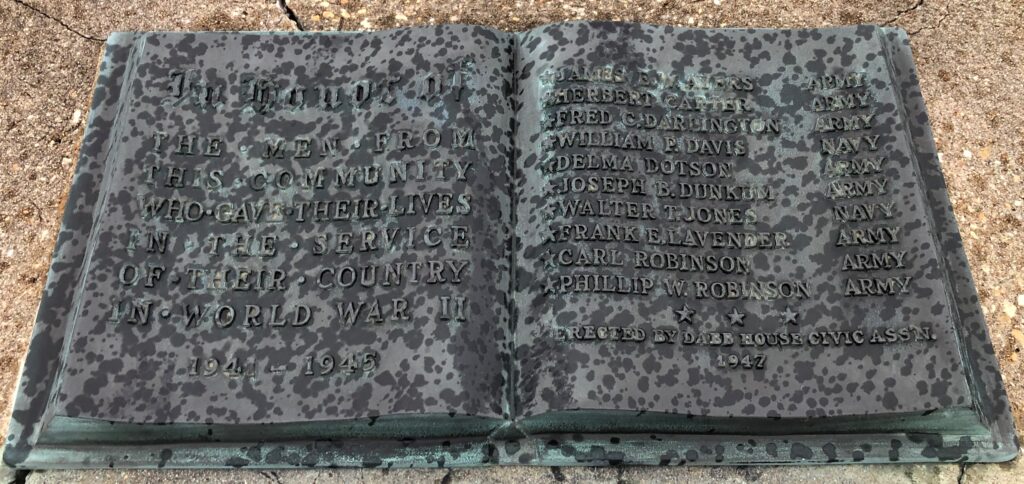 In Honor of
THE · MEN · FROM
THIS · COMMUNITY
WHO · GAVE · THEIR · LIVES
IN · THE · SERVICE
OF · THEIR · COUNTRY
IN · WORLD WAR II
1941 – 1945
JAMES E. ARMY
HERBERT CARTER ARMY
FRED C. DARLINGTON ARMY
WILLIAM P. DAVIS NAVY
DELMA DOTSON ARMY
JOSEPH B. DUNKUM ARMY
WALTER T. JONES NAVY
FRANK E. LAVENDER ARMY
CARL ROBINSON ARMY
PHILLIP W. ROBINSON ARMY
ERECTED BY DABB HOUSE CIVIC ASS'N.
1947